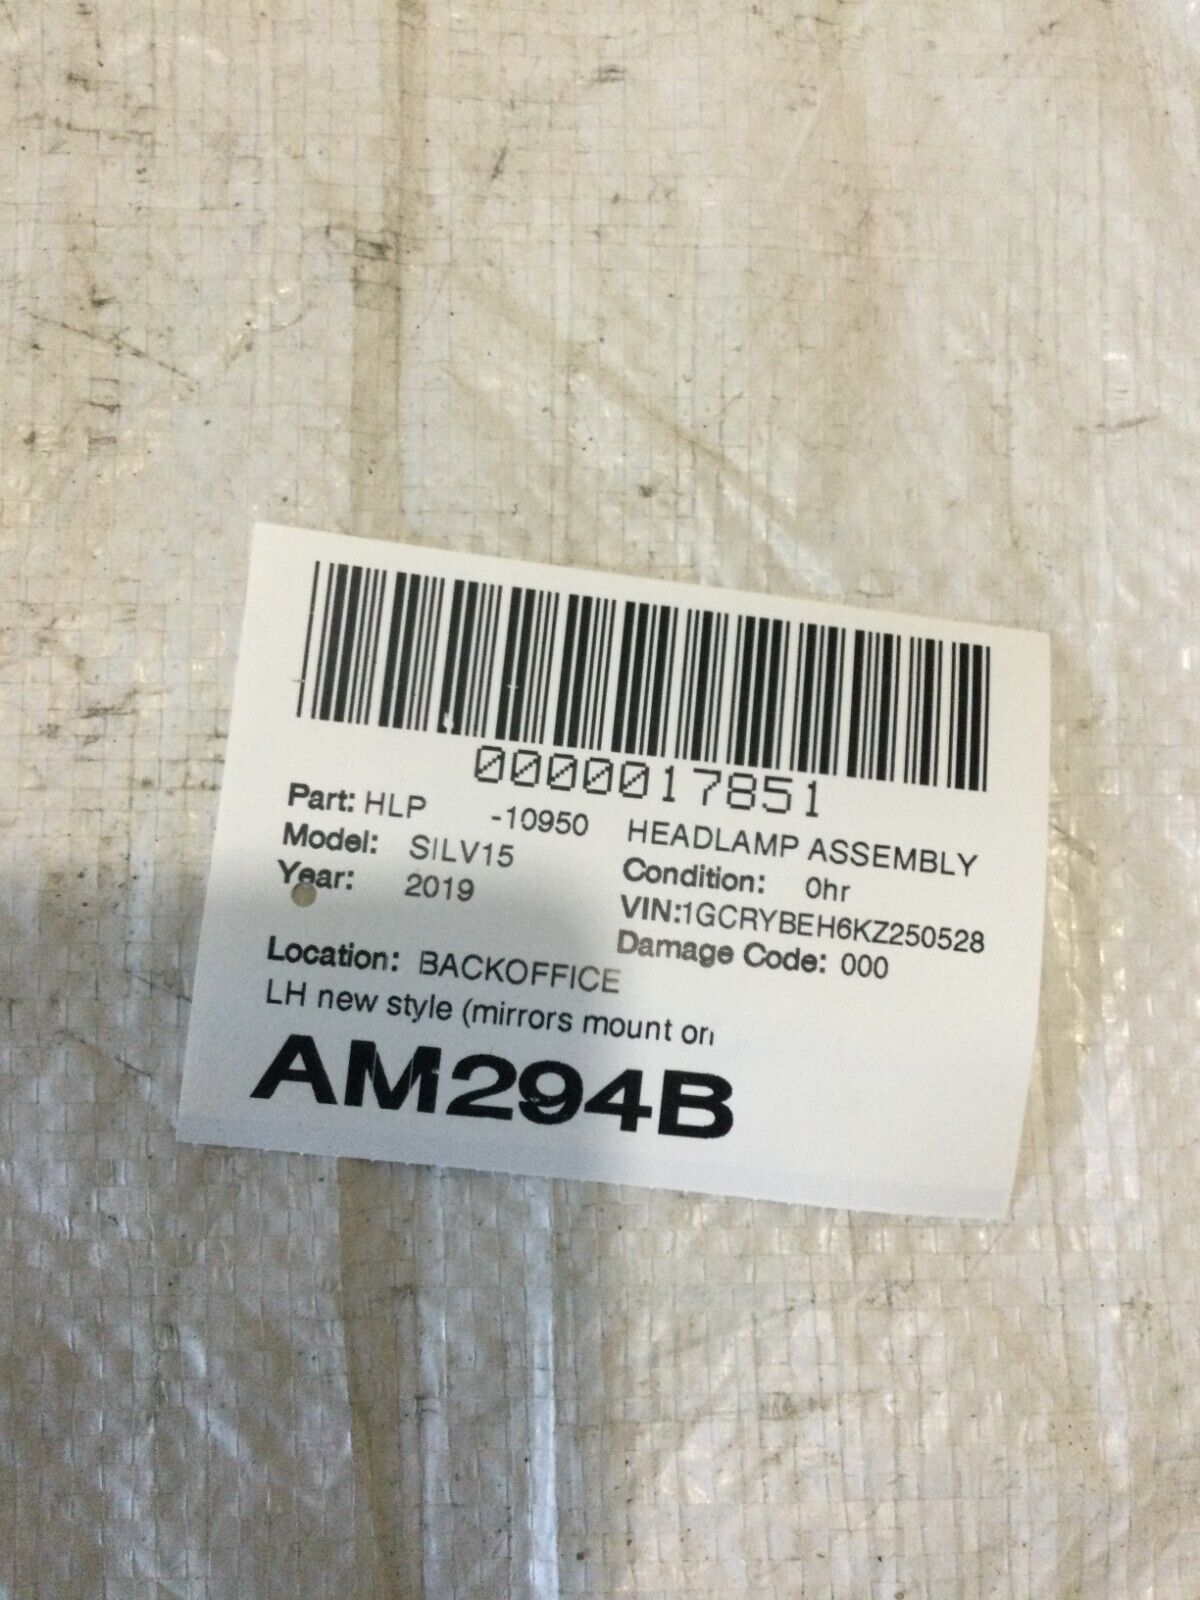 0000017851
Part: HLP -10950 HEADLAMP ASSEMBLY
Model: SILV15 Condition: 0hr
Year: 2019 VIN:1GCRYBEH6KZ250528
Damage Code: 000
Location: BACKOFFICE
LH new style (mirrors mount on
AM294B